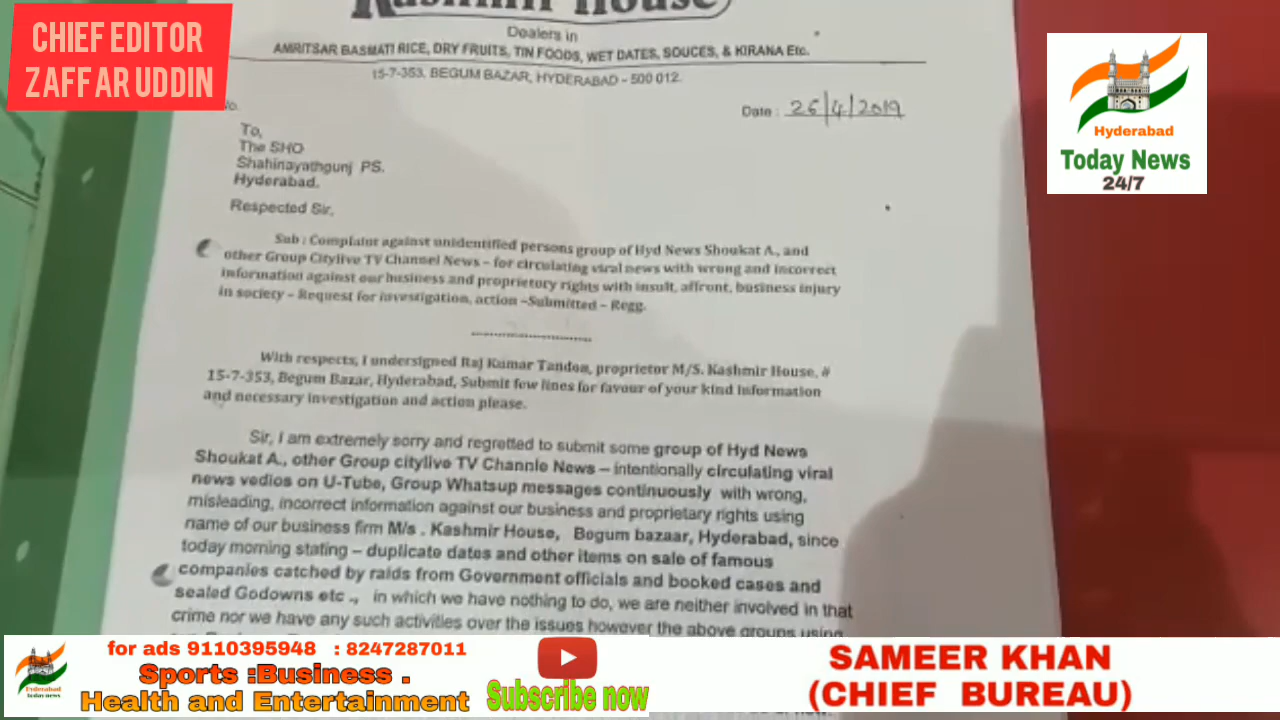 CHIEF EDITOR
ZAFFAR UDDIN
Kashmir House
Dealers in
AMRITSAR BASMATI RICE, DRY FRUITS, TIN FOODS, WET DATES, SOUCES, & KIRANA Etc.
15-7-353, BEGUM BAZAR, HYDERABAD - 500 012.
No.
Date : 26/4/2019
To,
The SHO
Shahinayathgunj PS.
Hyderabad.
Respected Sir,
Sub : Complaint against unidentified persons group of Hyd News Shoukat A., and
other Group Citylive TV Channel News – for circulating viral news with wrong and incorrect
information against our business and proprietory rights with insult, affront, business injury
in society – Request for investigation, action –Submitted – Regg.
With respects, I undersigned Raj Kumar Tandon, proprietor M/S. Kashmir House, #
15-7-353, Begum Bazar, Hyderabad, Submit few lines for favour of your kind information
and necessary investigation and action please.
Sir, I am extremely sorry and regretted to submit some group of Hyd News
Shoukat A., other Group citylive TV Channle News – intentionally circulating viral
news vedios on U-Tube, Group Whatsup messages continuously with wrong,
misleading, incorrect information against our business and proprietary rights using
name of our business firm M/s . Kashmir House, Begum bazaar, Hyderabad, since
today morning stating – duplicate dates and other items on sale of famous
companies catched by raids from Government officials and booked cases and
sealed Godowns etc ., in which we have nothing to do, we are neither involved in that
crime nor we have any such activities over the issues however the above groups using
Hyderabad
Today News
24/7
Hyderabad
Today news
for ads 9110395948 : 8247287011
Sports :Business .
Health and Entertainment
Subscribe now
SAMEER KHAN
(CHIEF BUREAU)